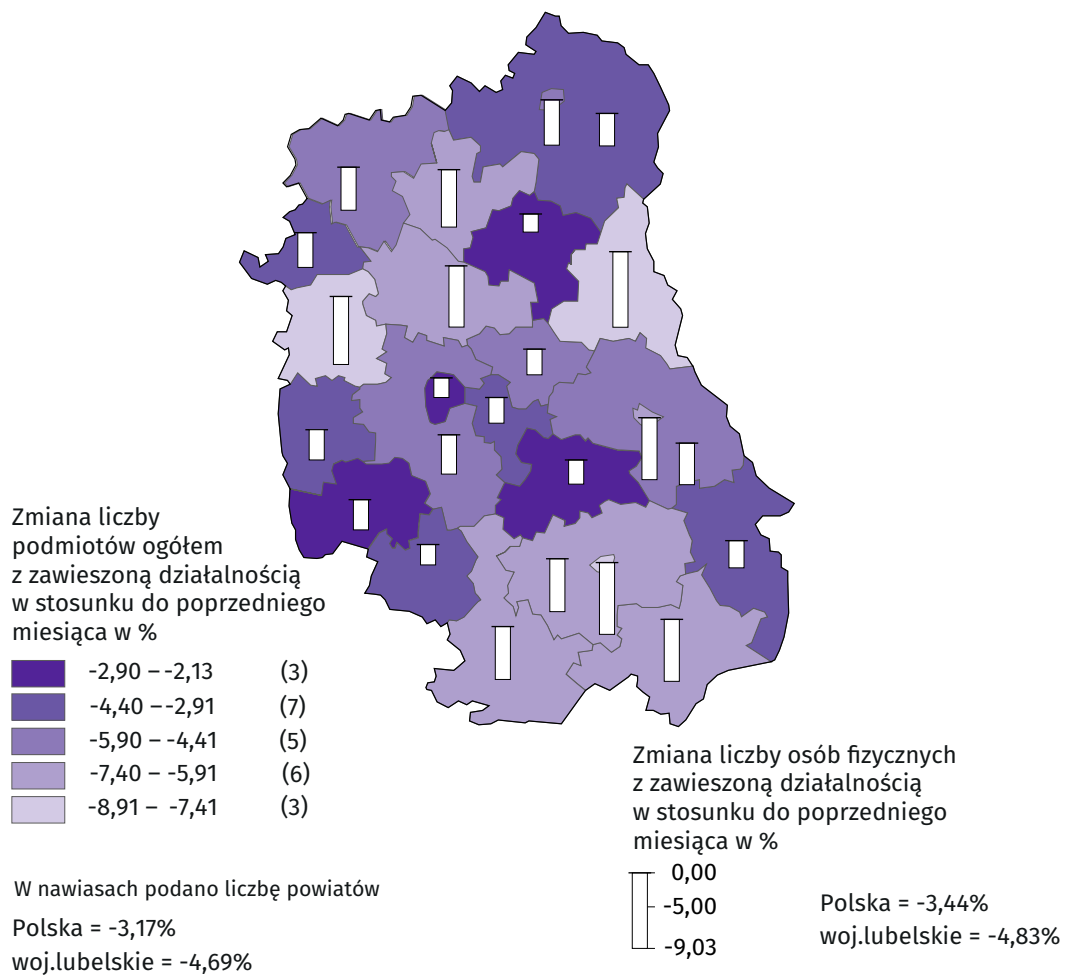 Zmiana liczby
podmiotów ogółem
z zawieszoną działalnością
w stosunku do poprzedniego
miesiąca w %
-2,90 – -2,13 (3)
-4,40 – -2,91 (7)
-5,90 – -4,41 (5)
-7,40 – -5,91 (6)
-8,91 – -7,41 (3)
W nawiasach podano liczbę powiatów
Polska = -3,17%
woj.lubelskie = -4,69%
Zmiana liczby osób fizycznych
z zawieszoną działalnością
w stosunku do poprzedniego
miesiąca w %
0,00
-5,00
-9,03
Polska = -3,44%
woj.lubelskie = -4,83%